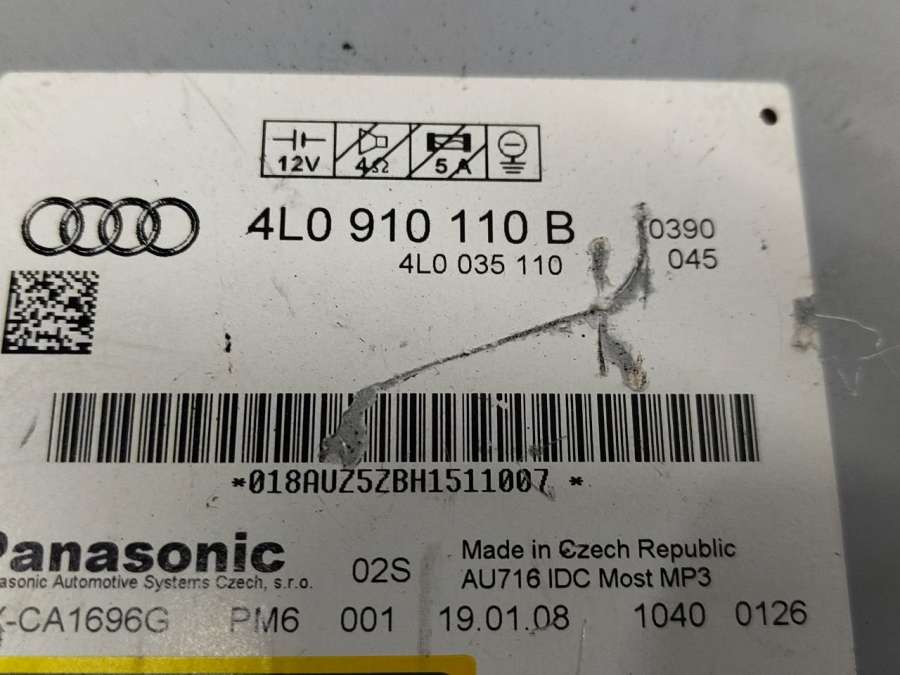 12V 4Ω 5A
4L0 910 110 B 0390
4L0 035 110 045
*018AUZ5ZBH1511007 *
Panasonic
asonic Automotive Systems Czech, s.r.o. 02S
Made in Czech Republic
AU716 IDC Most MP3
-CA1696G PM6 001 19.01.08 1040 0126